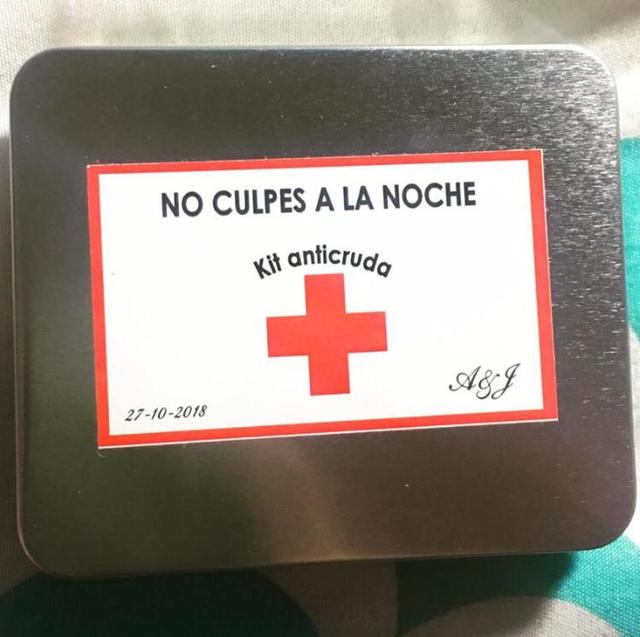 NO CULPES A LA NOCHE
Kit anticruda
27-10-2018
A&J